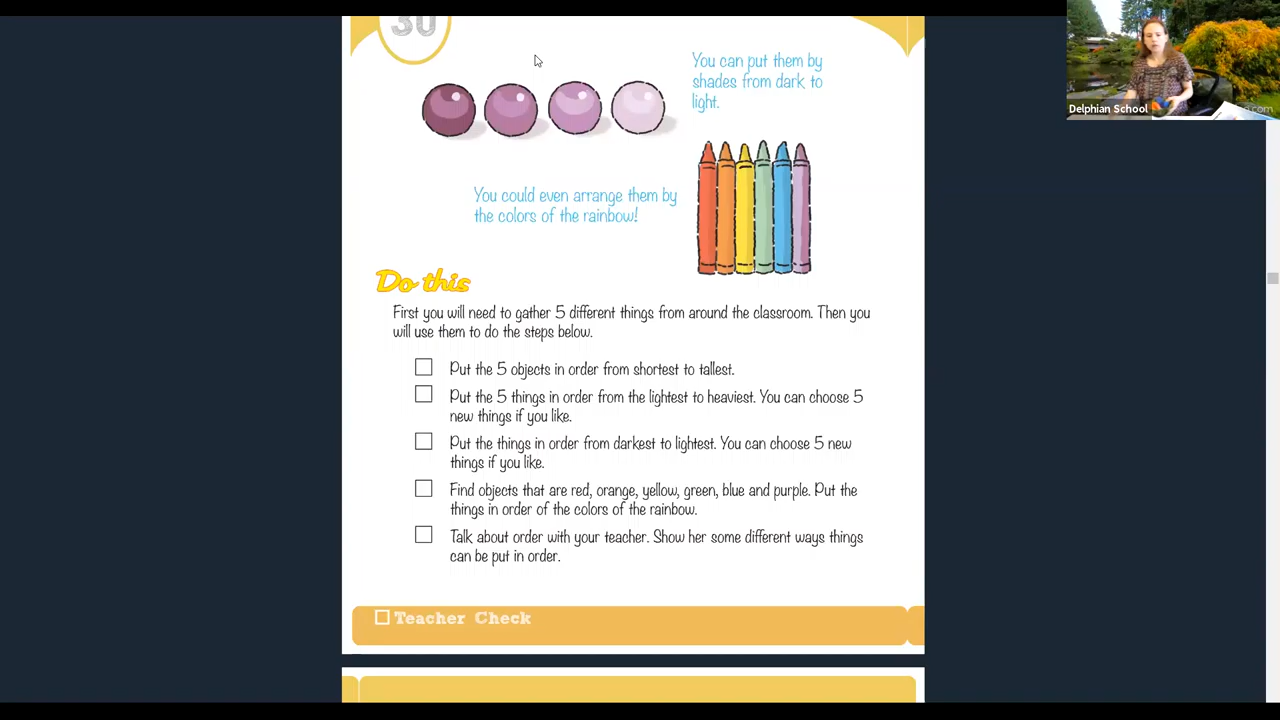 30
You can put them by
shades from dark to
light.
You could even arrange them by
the colors of the rainbow!
Do this
First you will need to gather 5 different things from around the classroom. Then you
will use them to do the steps below.
Put the 5 objects in order from shortest to tallest.
Put the 5 things in order from the lightest to heaviest. You can choose 5
new things if you like.
Put the things in order from darkest to lightest. You can choose 5 new
things if you like.
Find objects that are red, orange, yellow, green, blue and purple. Put the
things in order of the colors of the rainbow.
Talk about order with your teacher. Show her some different ways things
can be put in order.
Teacher Check
Delphian School